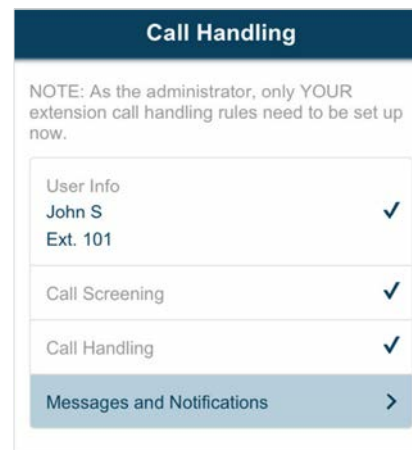 Call Handling
NOTE: As the administrator, only YOUR
extension call handling rules need to be set up
now.
User Info
John S
Ext. 101
Call Screening
Call Handling
Messages and Notifications